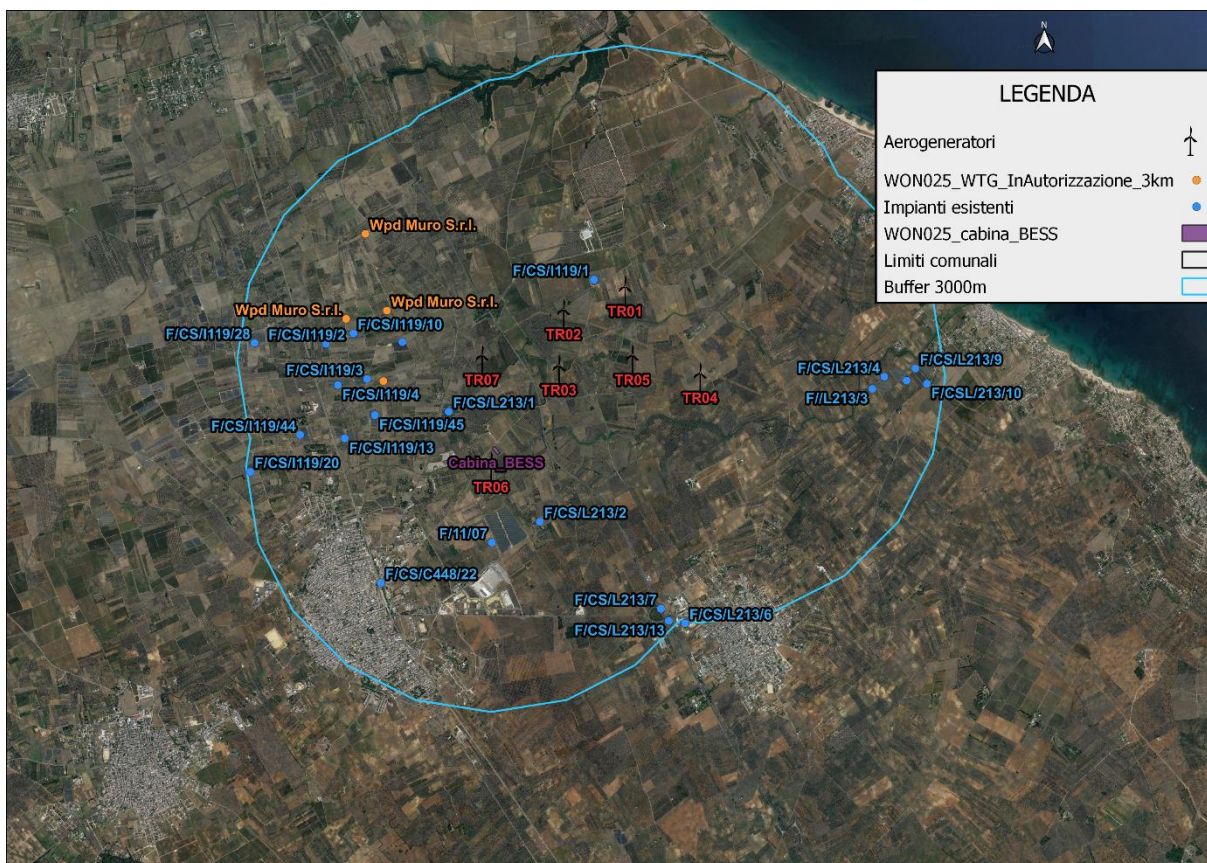 N
LEGENDA
Aerogeneratori
WON025_WTG_InAutorizzazione_3km
Impianti esistenti
WON025_cabina_BESS
Limiti comunali
Buffer 3000m
Wpd Muro S.r.l.
F/CS/I119/1
TR01
Wpd Muro S.r.l.
Wpd Muro S.r.l.
TR02
F/CS/I119/10
F/CS/I119/28
F/CS/I119/2
F/CS/L213/9
F/CS/L213/4
F/CS/I119/3
TR07
TR03
TR05
F/CS/I119/4
F//L213/3
F/CSL/213/10
TR04
F/CS/L213/1
F/CS/I119/45
F/CS/I119/44
F/CS/I119/13
Cabina_BESS
F/CS/I119/20
TR06
F/CS/L213/2
F/11/07
F/CS/C448/22
F/CS/L213/7
F/CS/L213/6
F/CS/L213/13